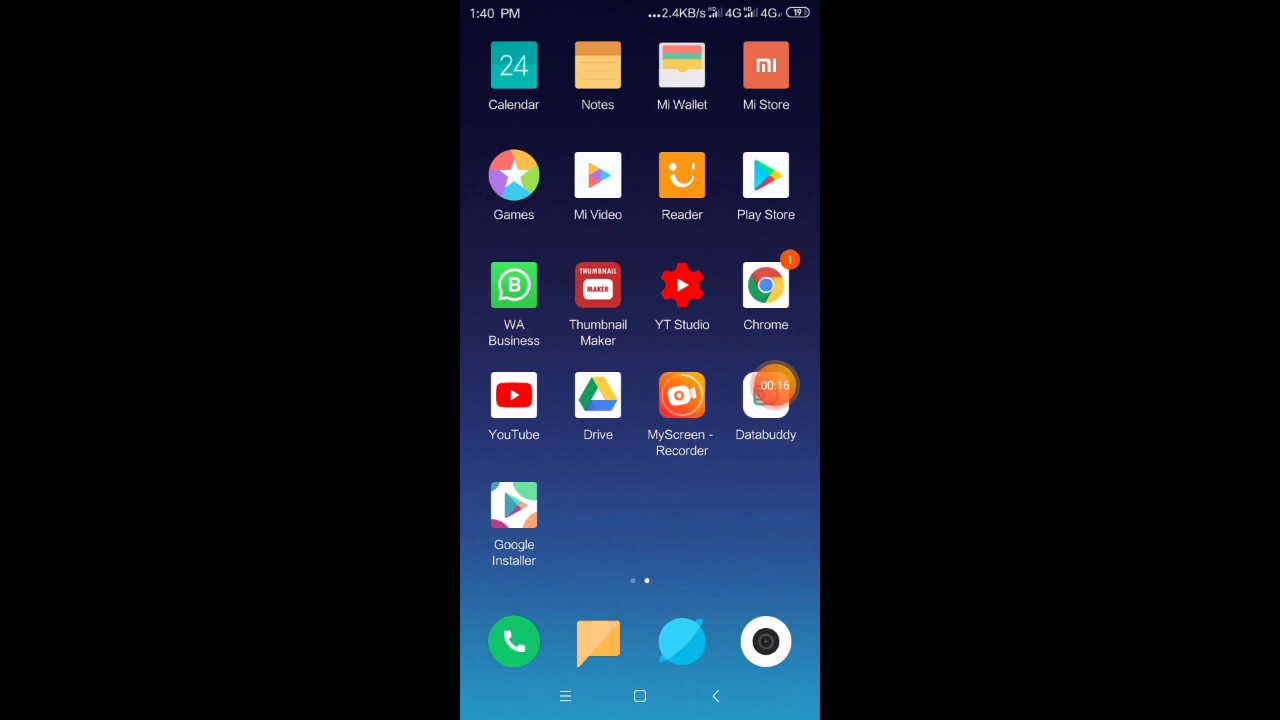 1:40 PM
...2.4KB/s HD 4G HD 4G 19
24
Calendar
Notes
Mi Wallet
Mi Store
Games
Mi Video
Reader
Play Store
1
B
THUMBNAIL
MAKER
WA
Business
Thumbnail
Maker
YT Studio
Chrome
00:16
YouTube
Drive
MyScreen -
Recorder
Databuddy
Google
Installer